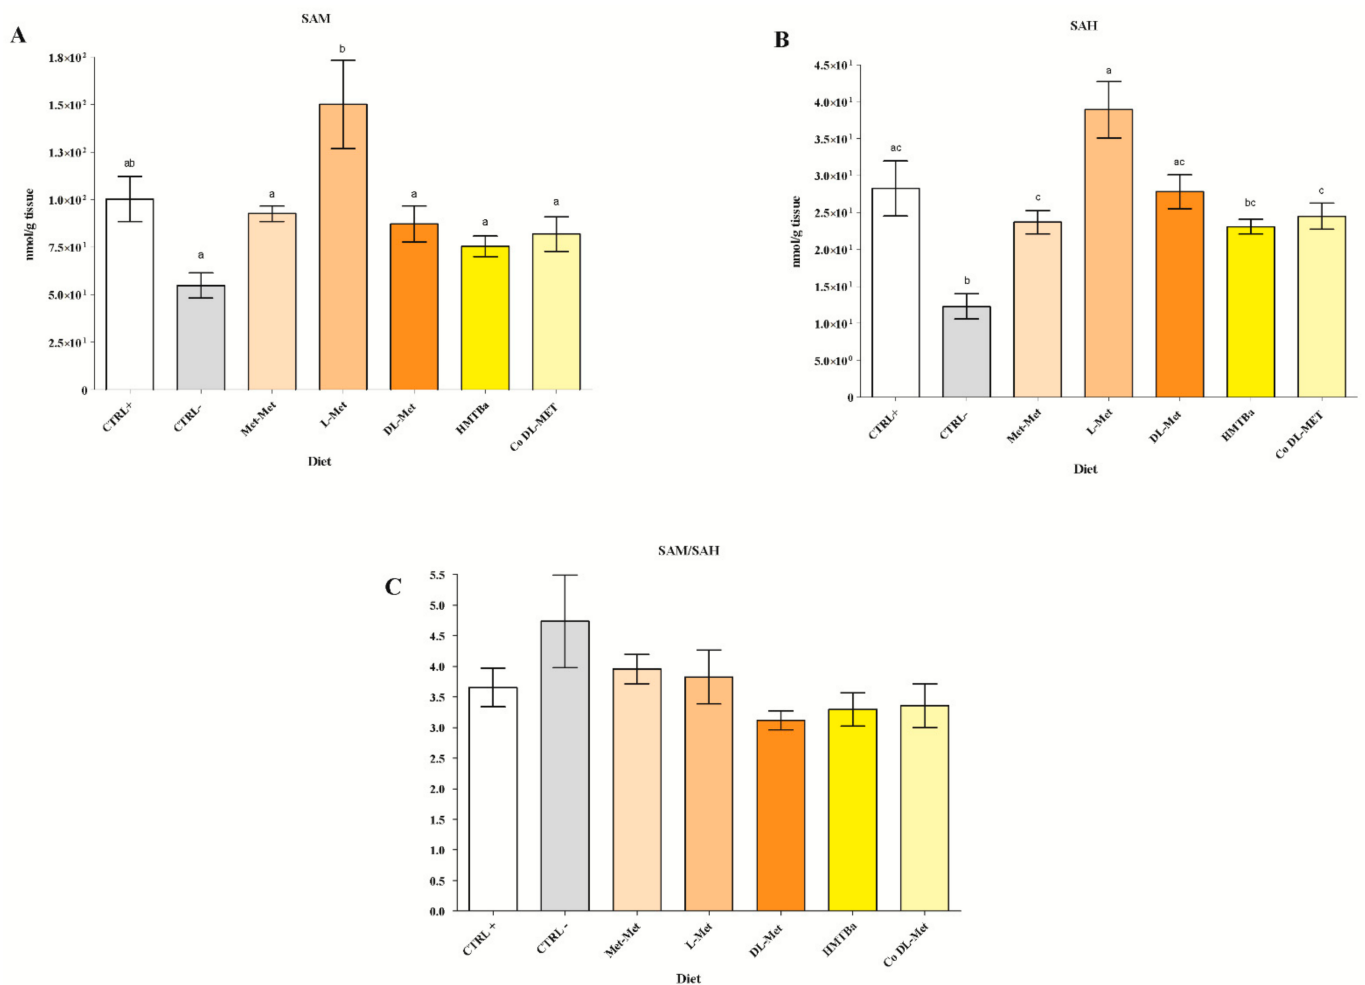 A
SAM
nmol/g tissue
1.8×10²
1.5×10²
1.3×10²
1.0×10²
7.5×10¹
5.0×10¹
2.5×10¹
0
ab
a
a
b
a
a
a
CTRL+
CTRL-
Met-Met
L-Met
DL-Met
HMTBa
Co DL-MET
Diet
B
SAH
nmol/g tissue
4.5×10¹
4.0×10¹
3.5×10¹
3.0×10¹
2.5×10¹
2.0×10¹
1.5×10¹
1.0×10¹
5.0×10⁰
0
ac
b
c
a
ac
bc
c
CTRL+
CTRL-
Met-Met
L-Met
DL-Met
HMTBa
Co DL-MET
Diet
C
SAM/SAH
5.5
5.0
4.5
4.0
3.5
3.0
2.5
2.0
1.5
1.0
0.5
0.0
CTRL +
CTRL -
Met-Met
L-Met
DL-Met
HMTBa
Co DL-Met
Diet